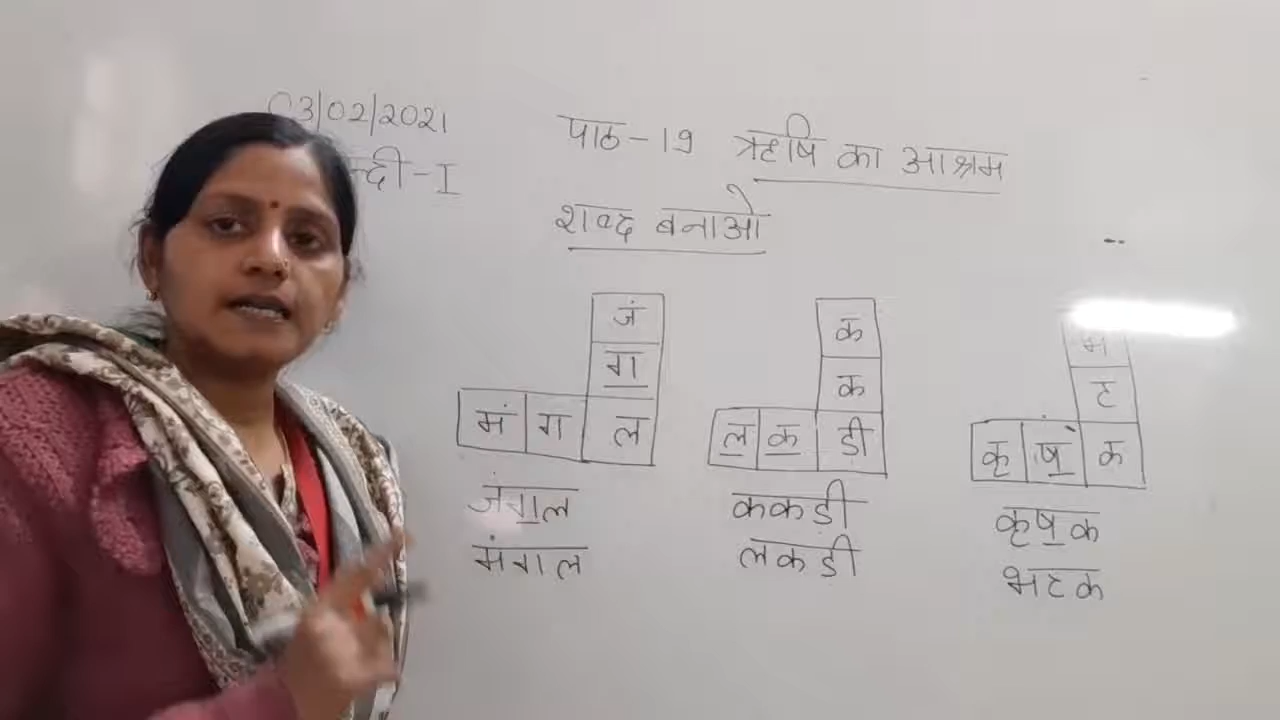 03/02/2021
न्दी-I
पाठ-19 ऋषि का आश्रम
शब्द बनाओ
जं
ग
मं ग ल
क
क
ल क डी
भ
ट
कृ ष क
जंगल
मंगल
ककड़ी
लकडी
कृषक
भटक